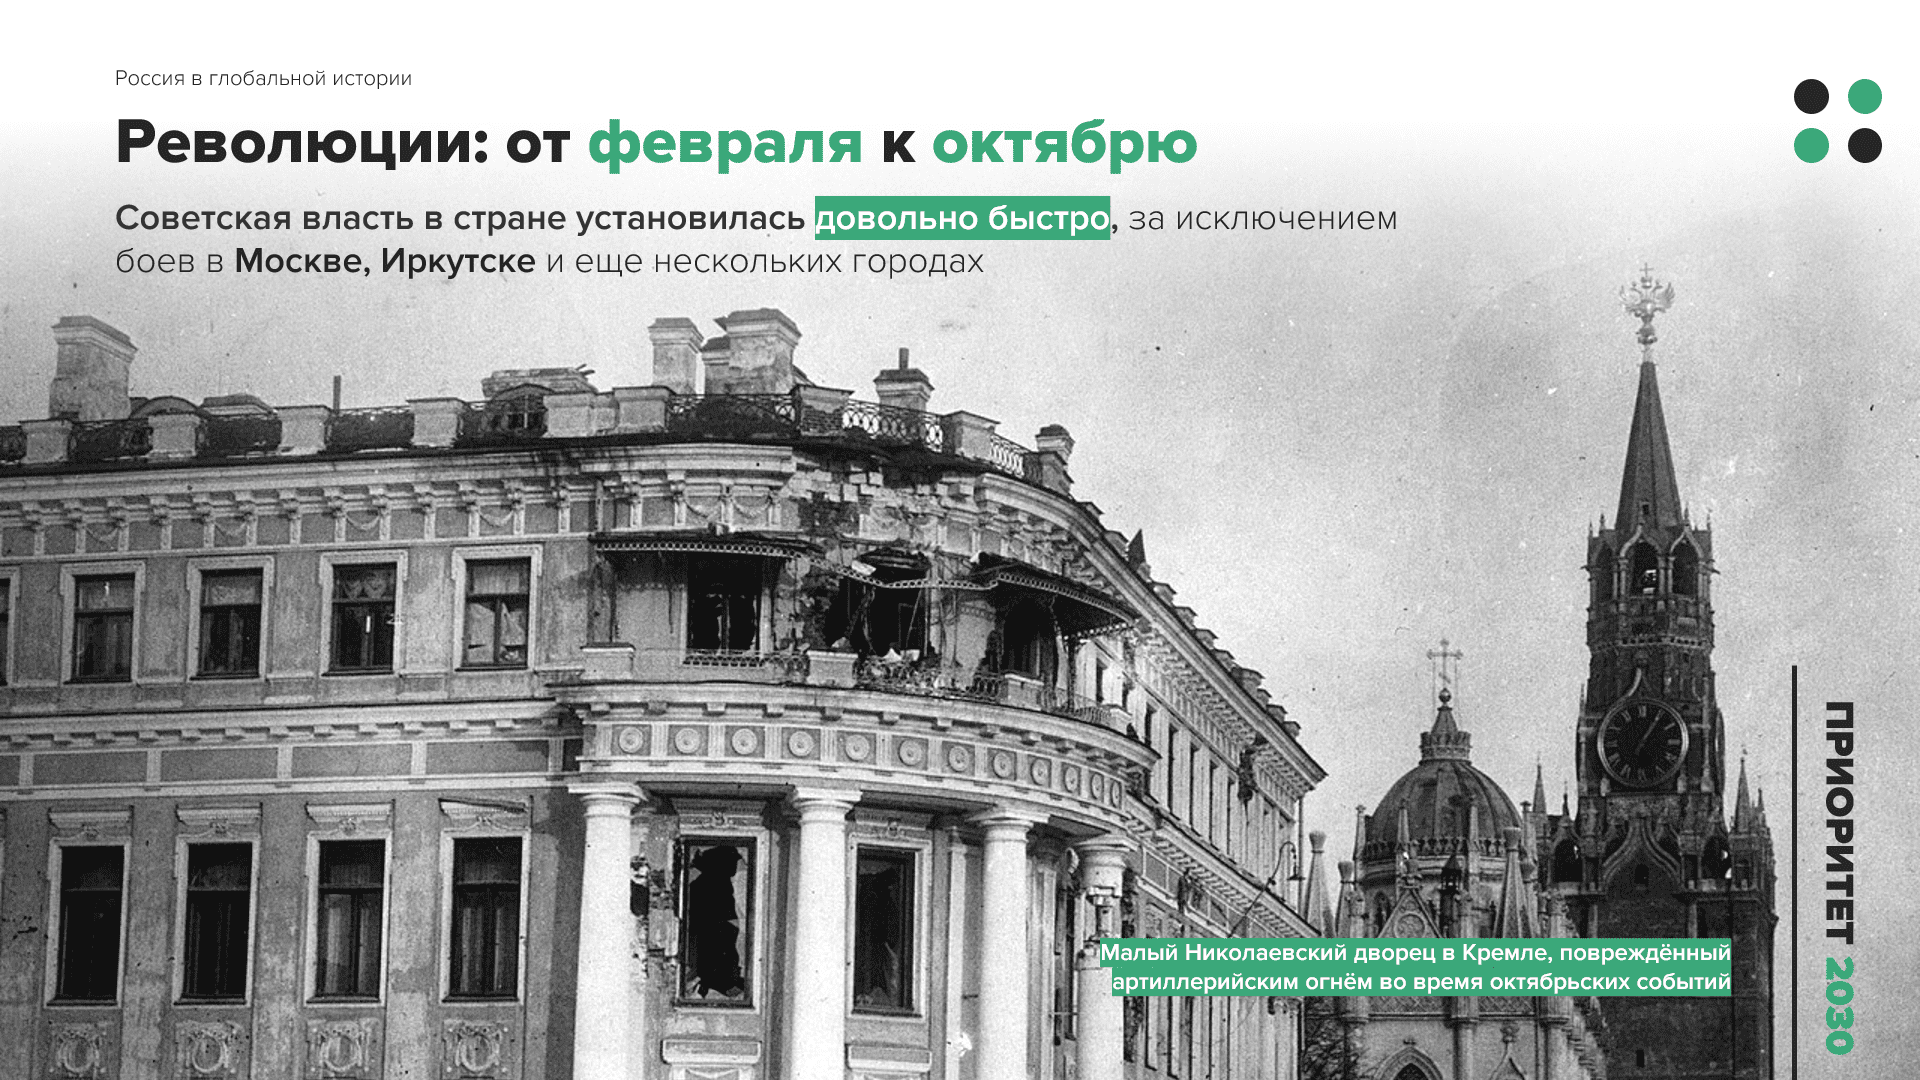 Россия в глобальной истории
Революции: от февраля к октябрю
Советская власть в стране установилась довольно быстро, за исключением
боев в Москве, Иркутске и еще нескольких городах
Малый Николаевский дворец в Кремле, повреждённый
артиллерийским огнём во время октябрьских событий
ПРИОРИТЕТ 2030